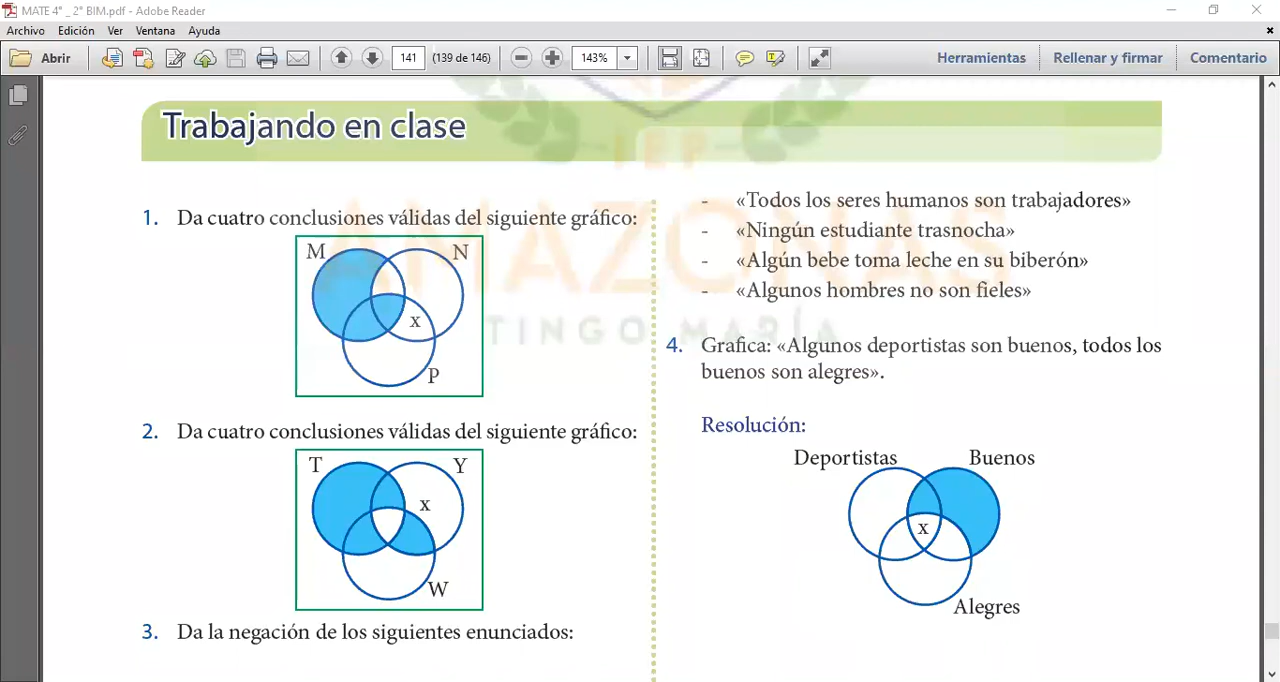 MATE 4° _ 2° BIM.pdf - Adobe Reader
Archivo Edición Ver Ventana Ayuda
Abrir 141 (139 de 146) 143% Herramientas Rellenar y firmar Comentario
Trabajando en clase
IEP
AMAZONAS
TINGO MARÍA
1. Da cuatro conclusiones válidas del siguiente gráfico:
M N
x
P
2. Da cuatro conclusiones válidas del siguiente gráfico:
T Y
x
W
3. Da la negación de los siguientes enunciados:
- «Todos los seres humanos son trabajadores»
- «Ningún estudiante trasnocha»
- «Algún bebe toma leche en su biberón»
- «Algunos hombres no son fieles»
4. Grafica: «Algunos deportistas son buenos, todos los
buenos son alegres».
Resolución:
Deportistas Buenos
x
Alegres